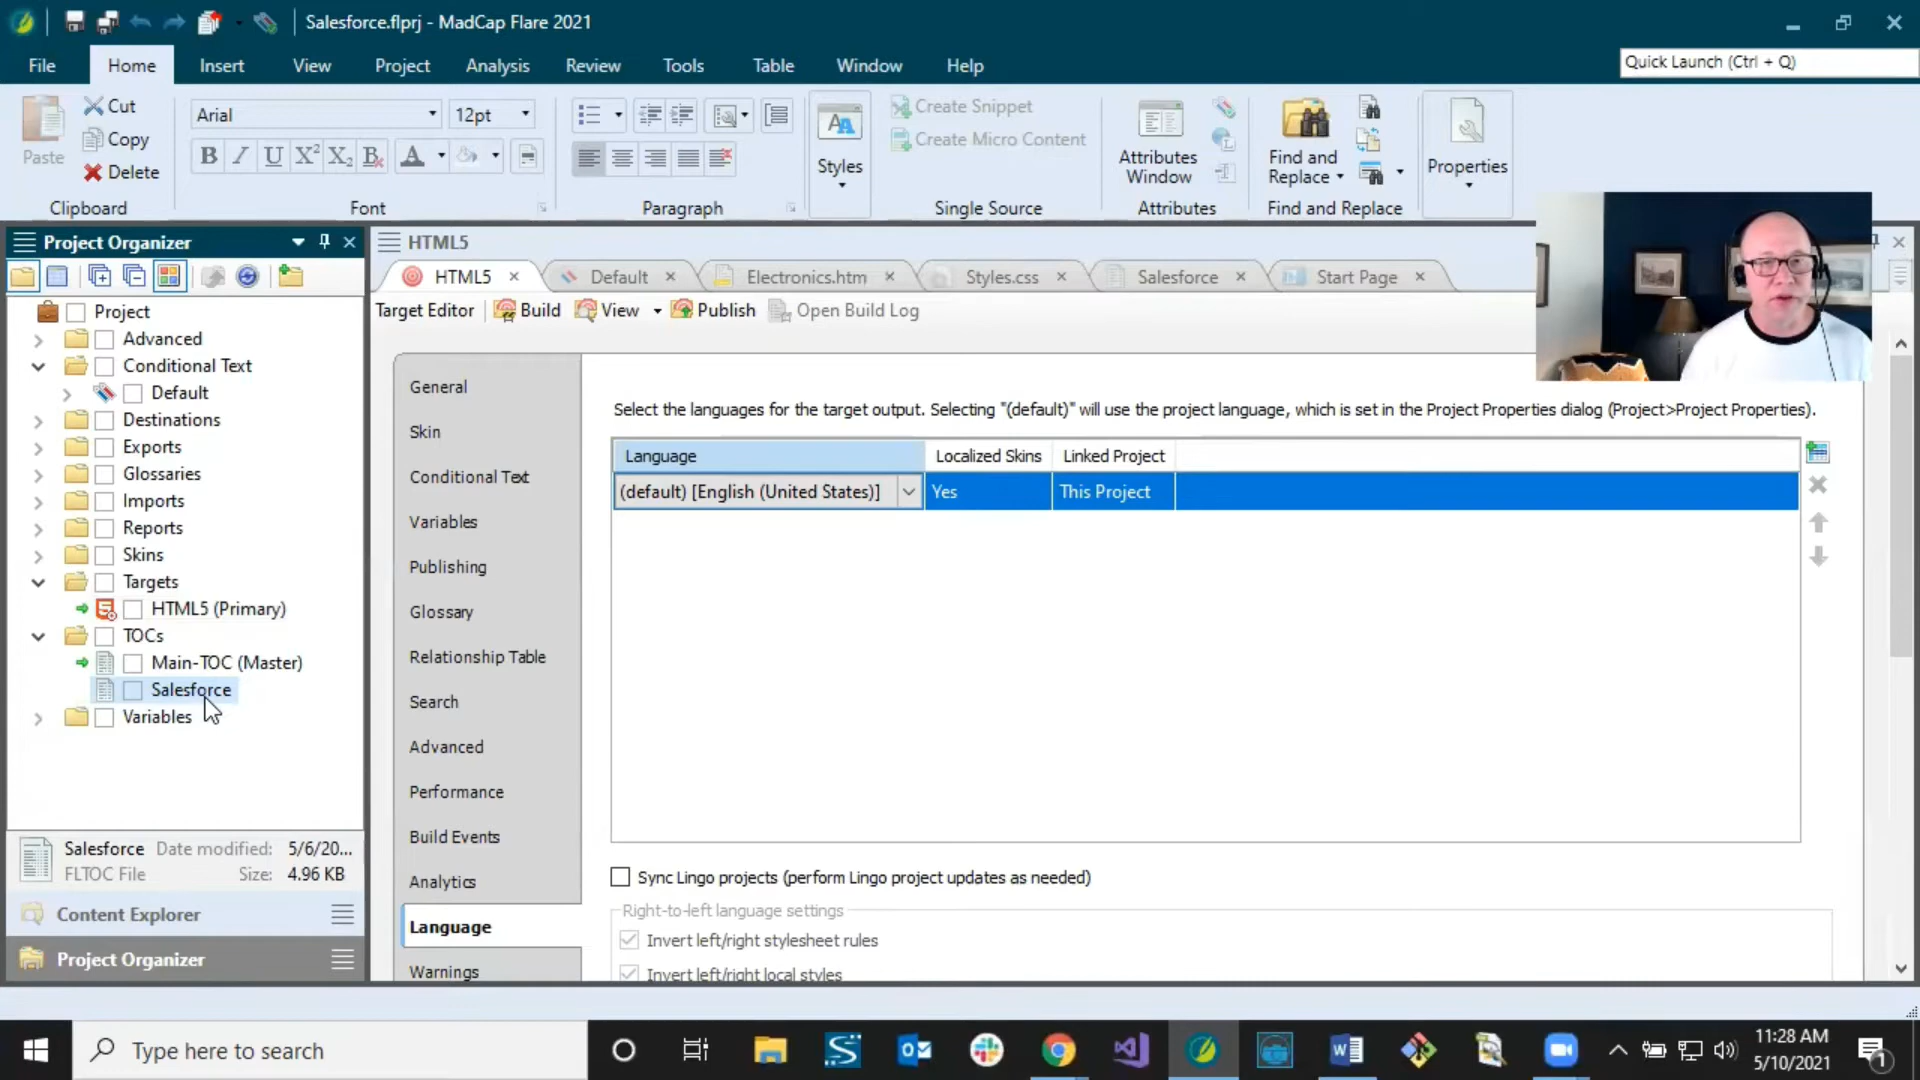 Salesforce.flprj - MadCap Flare 2021
File Home Insert View Project Analysis Review Tools Table Window Help
Quick Launch (Ctrl + Q)
Paste
Cut
Copy
Delete
Clipboard
Arial 12pt
B I U X² X₂ B A
Font
Paragraph
Styles
Create Snippet
Create Micro Content
Single Source
Attributes
Window
Attributes
Find and
Replace
Find and Replace
Properties
Project Organizer
Project
Advanced
Conditional Text
Default
Destinations
Exports
Glossaries
Imports
Reports
Skins
Targets
HTML5 (Primary)
TOCs
Main-TOC (Master)
Salesforce
Variables
Salesforce Date modified: 5/6/20...
FLTOC File Size: 4.96 KB
Content Explorer
Project Organizer
HTML5
HTML5 Default Electronics.htm Styles.css Salesforce Start Page
Target Editor Build View Publish Open Build Log
General
Skin
Conditional Text
Variables
Publishing
Glossary
Relationship Table
Search
Advanced
Performance
Build Events
Analytics
Language
Warnings
Select the languages for the target output. Selecting "(default)" will use the project language, which is set in the Project Properties dialog (Project>Project Properties).
Language Localized Skins Linked Project
(default) [English (United States)] Yes This Project
Sync Lingo projects (perform Lingo project updates as needed)
Right-to-left language settings
Invert left/right stylesheet rules
Invert left/right local styles
Type here to search
11:28 AM
5/10/2021
1